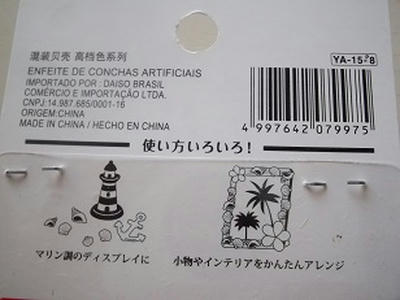 混装贝壳 高档色系列
ENFEITE DE CONCHAS ARTIFICIAIS
IMPORTADO POR : DAISO BRASIL
COMÉRCIO E IMPORTAÇÃO LTDA.
CNPJ:14.987.685/0001-16
ORIGEM:CHINA
MADE IN CHINA / HECHO EN CHINA
4 997642 079975
使い方いろいろ!
マリン調のディスプレイに
小物やインテリアをかんたんアレンジ